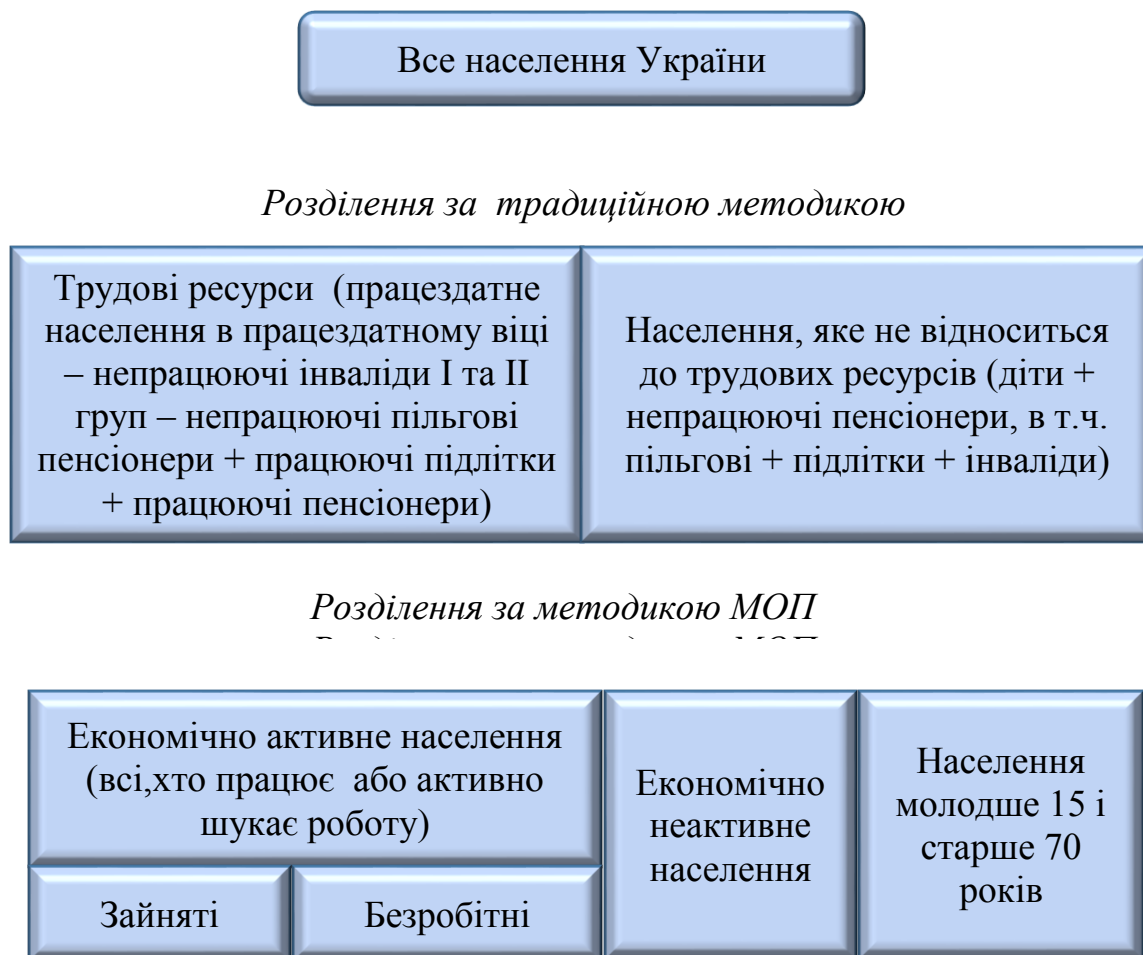 Все населення України
Розділення за традиційною методикою
Трудові ресурси (працездатне
населення в працездатному віці
– непрацюючі інваліди І та ІІ
груп – непрацюючі пільгові
пенсіонери + працюючі підлітки
+ працюючі пенсіонери)
Населення, яке не відноситься
до трудових ресурсів (діти +
непрацюючі пенсіонери, в т.ч.
пільгові + підлітки + інваліди)
Розділення за методикою МОП
Економічно активне населення
(всі,хто працює або активно
шукає роботу)
Зайняті
Безробітні
Економічно
неактивне
населення
Населення
молодше 15 і
старше 70
років